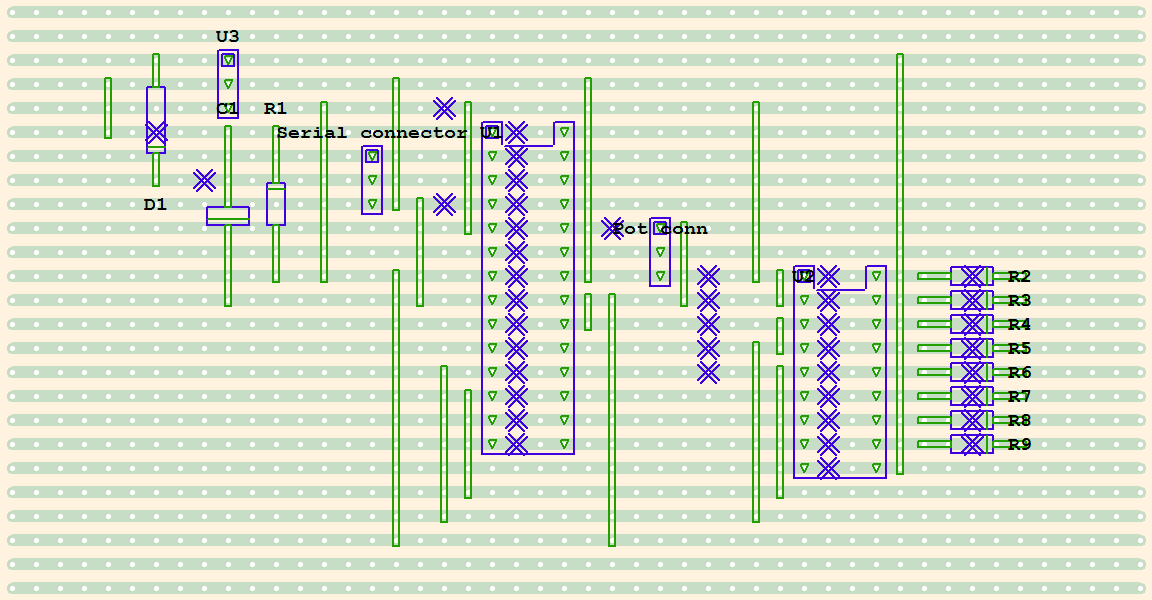 U3
C1 R1
Serial connector U1
D1
Pot conn
U2 R2
R3
R4
R5
R6
R7
R8
R9